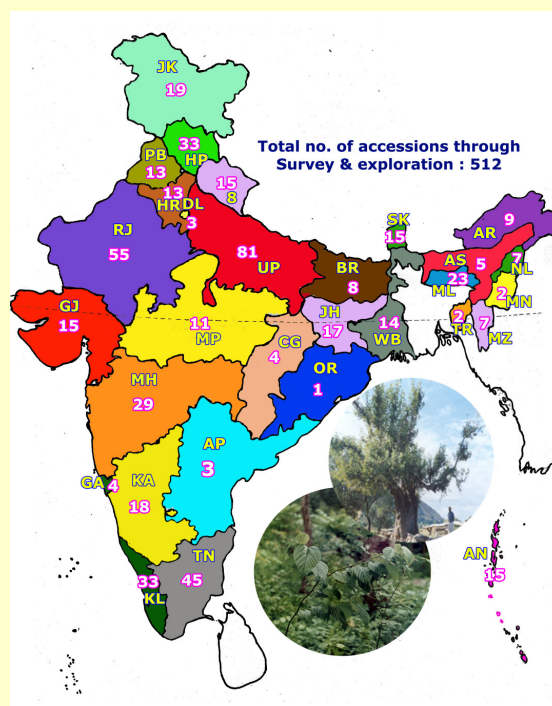 JK
19
33
HP
PB
13
Total no. of accessions through
Survey & exploration : 512
15
8
13
HR
DL
3
SK
15
AR
9
RJ
55
81
UP
BR
8
AS
5
7
NL
23
ML
2
MN
GJ
15
11
MP
JH
17
14
WB
2
TR
7
MZ
CG
4
OR
1
MH
29
AP
3
GA
4
KA
18
TN
45
33
KL
AN
15